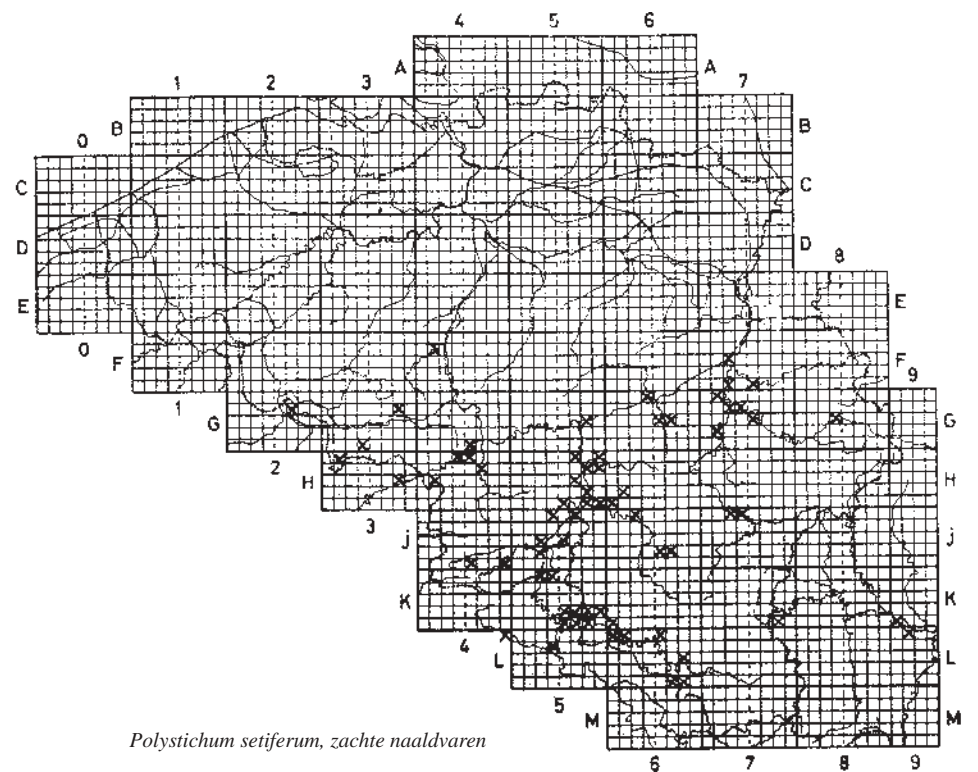 4 5 6
A A
1 2 3 7
B B
0
C C
D D
8
E E
0
F F
9
1
G G
2
H H
3
J J
K K
4
L L
5
M M
6 7 8 9
Polystichum setiferum, zachte naaldvaren